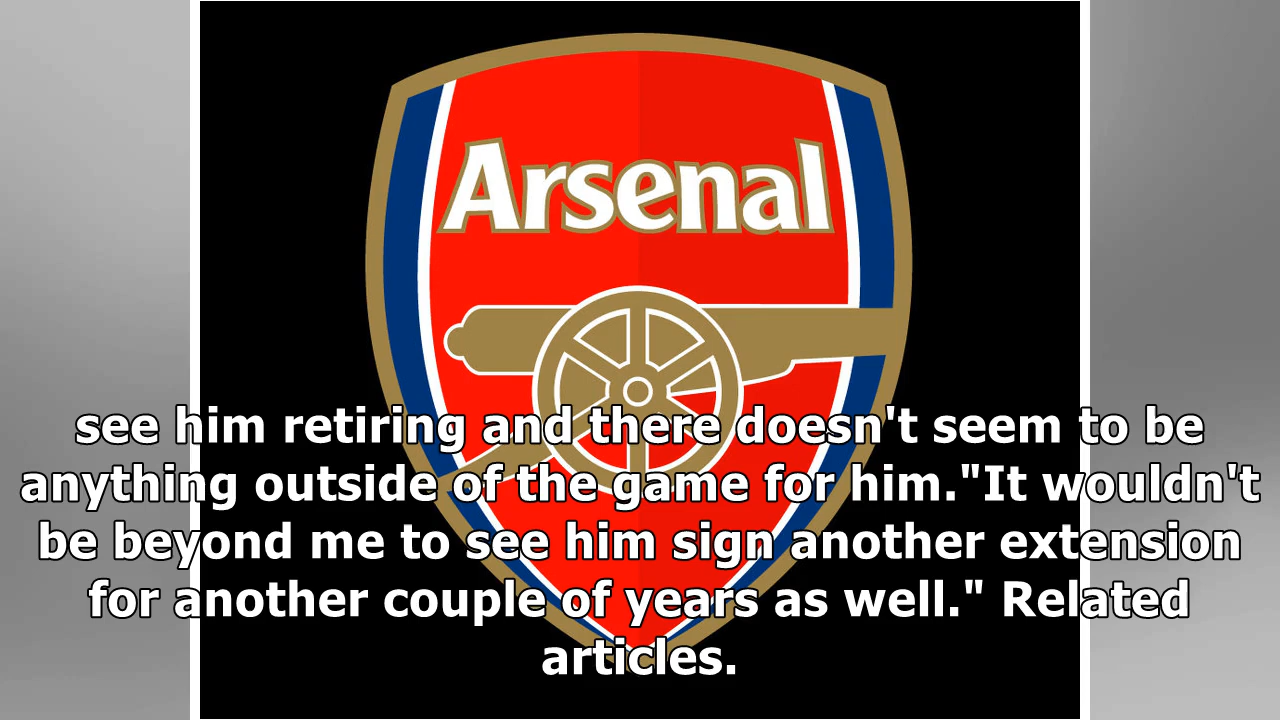 Arsenal
see him retiring and there doesn't seem to be
anything outside of the game for him."It wouldn't
be beyond me to see him sign another extension
for another couple of years as well." Related
articles.